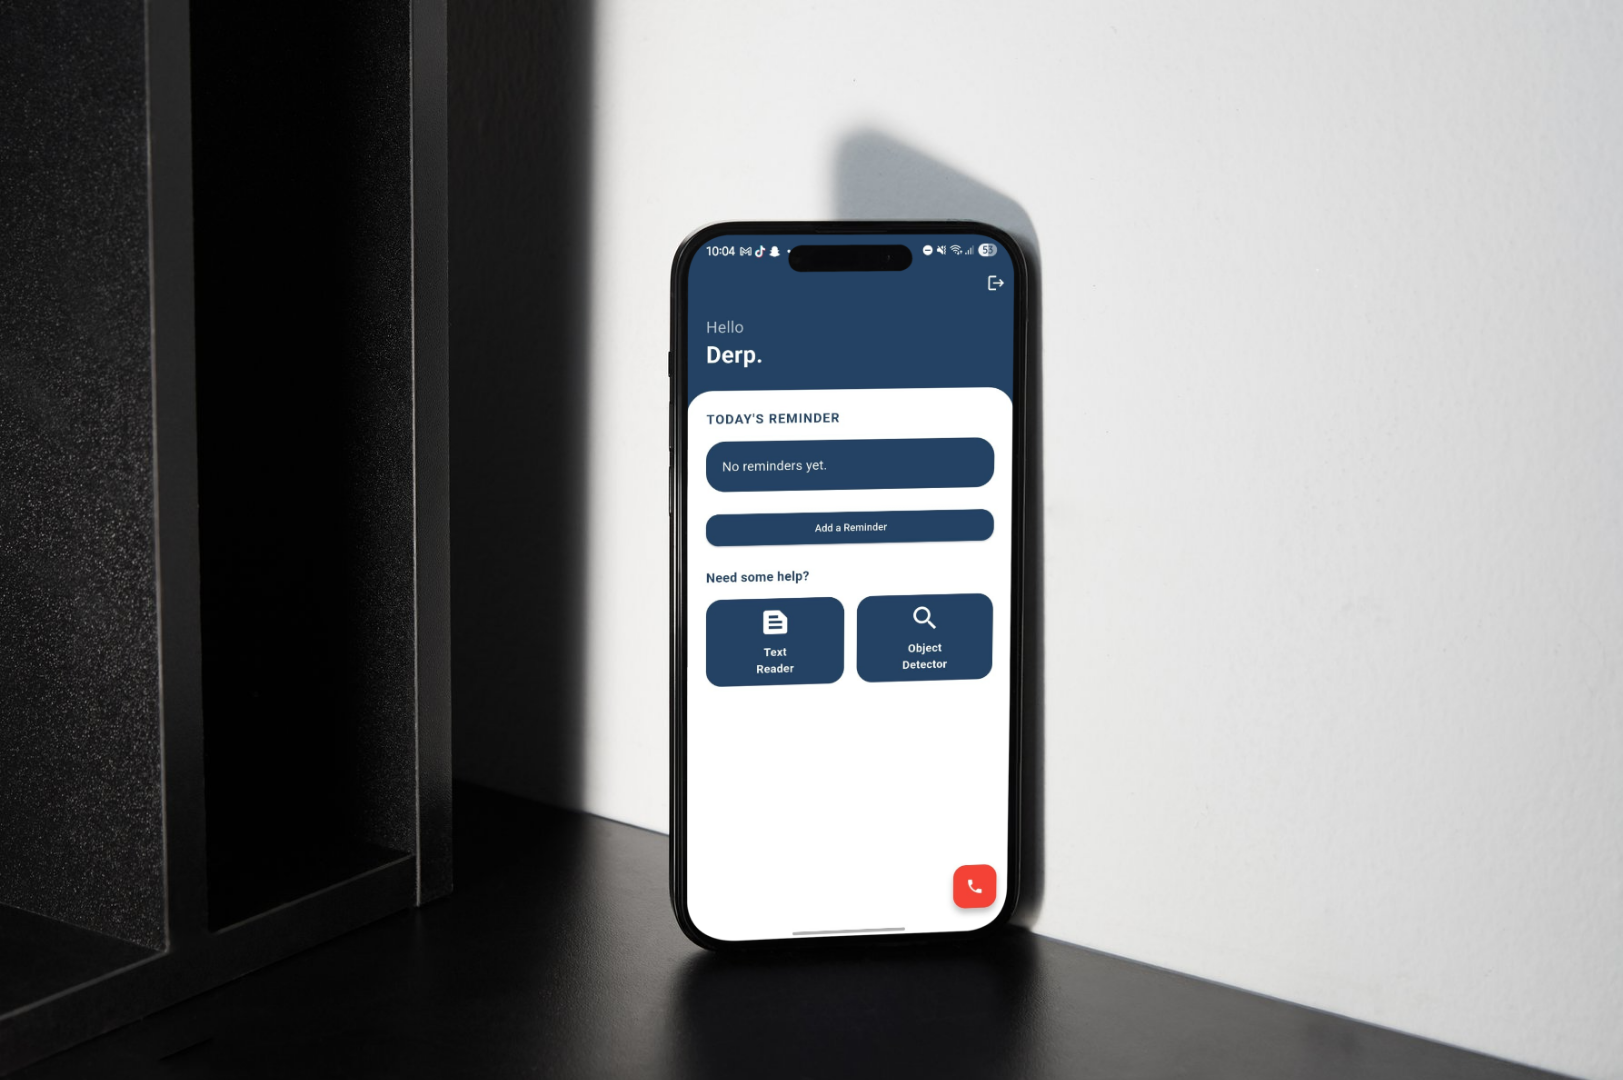 10:04
53
Hello
Derp.
TODAY'S REMINDER
No reminders yet.
Add a Reminder
Need some help?
Text
Reader
Object
Detector